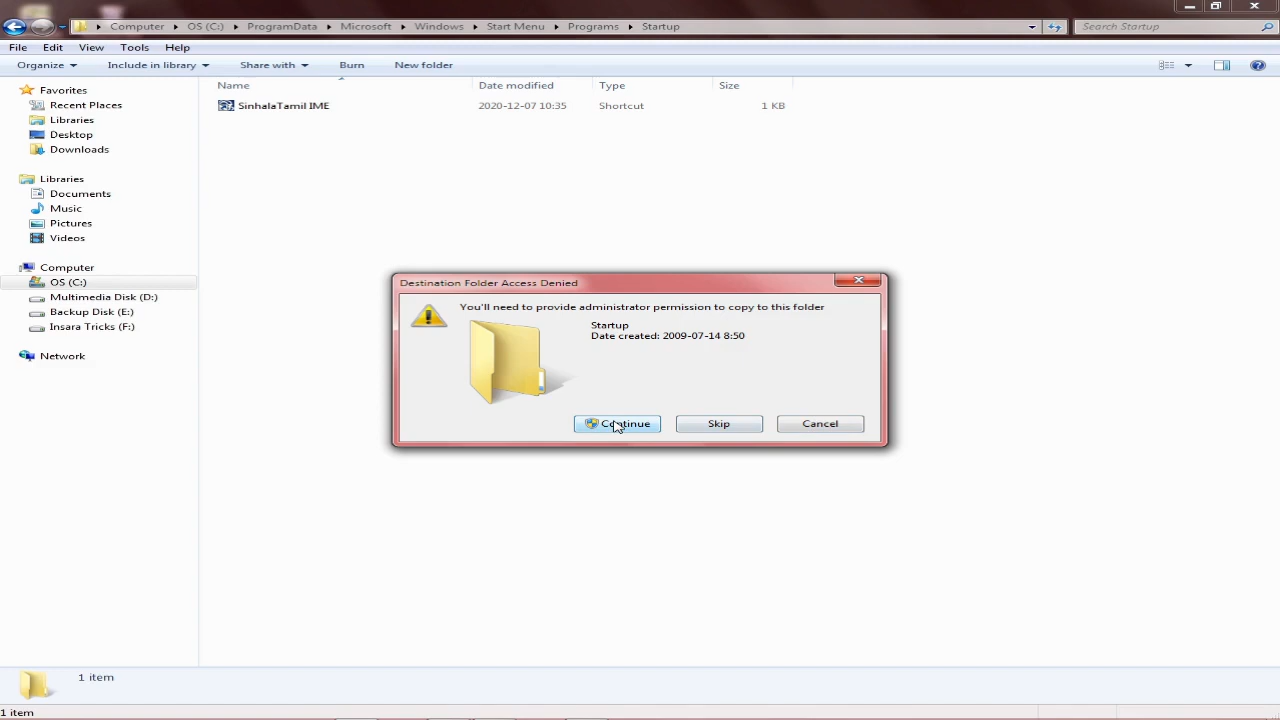 Computer ▸ OS (C:) ▸ ProgramData ▸ Microsoft ▸ Windows ▸ Start Menu ▸ Programs ▸ Startup
Search Startup
File Edit View Tools Help
Organize Include in library Share with Burn New folder
Name Date modified Type Size
SinhalaTamil IME 2020-12-07 10:35 Shortcut 1 KB
Favorites
Recent Places
Libraries
Desktop
Downloads
Libraries
Documents
Music
Pictures
Videos
Computer
OS (C:)
Multimedia Disk (D:)
Backup Disk (E:)
Insara Tricks (F:)
Network
Destination Folder Access Denied
You'll need to provide administrator permission to copy to this folder
Startup
Date created: 2009-07-14 8:50
Continue Skip Cancel
1 item
1 item